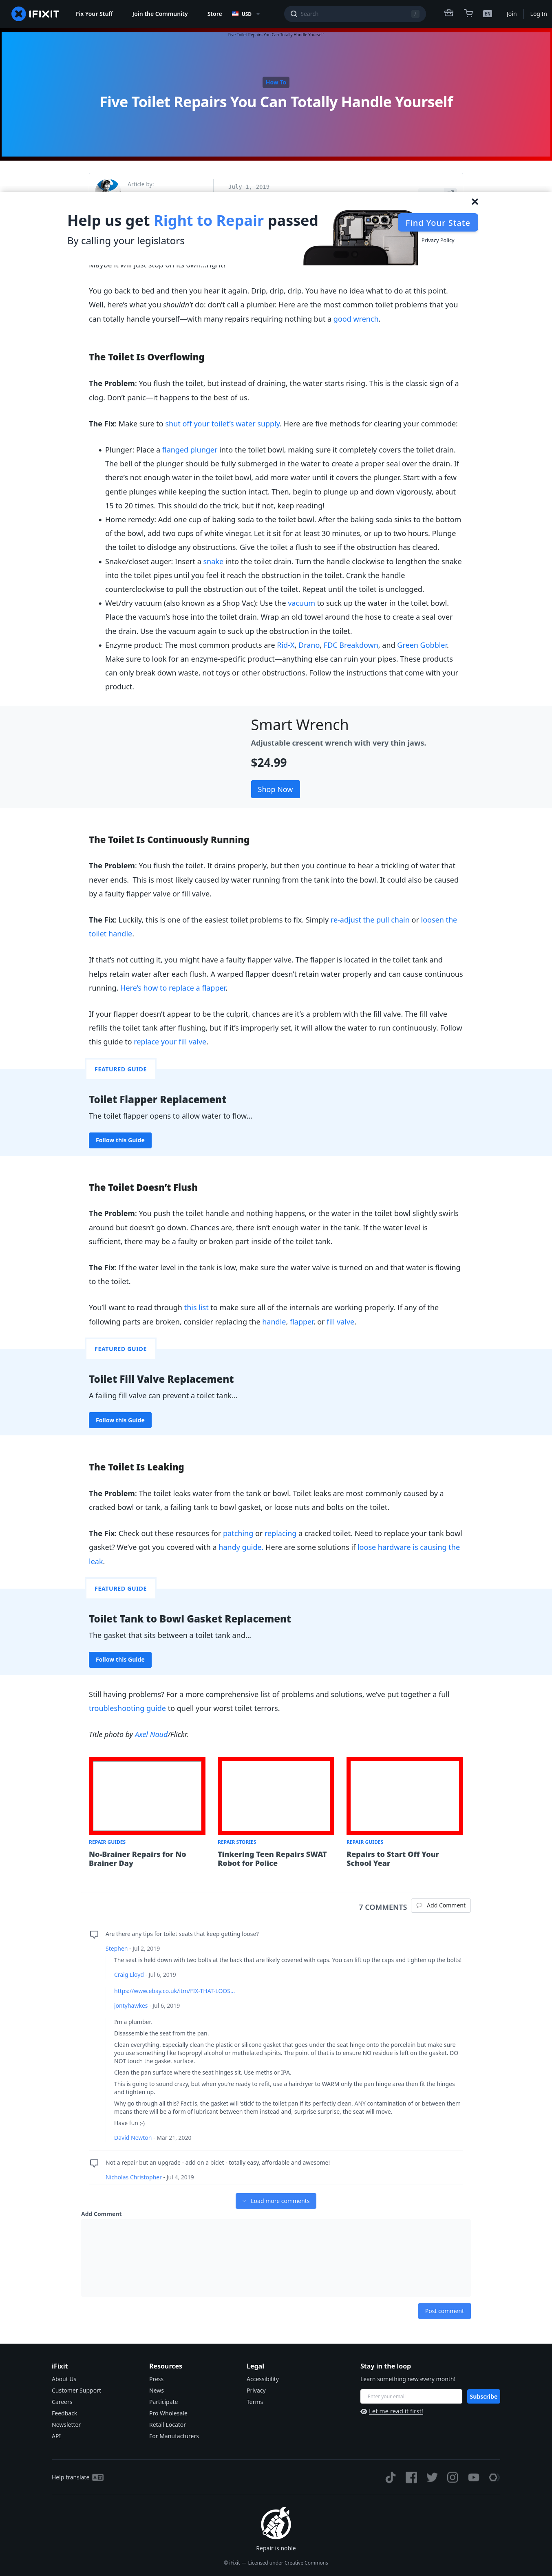 IFIXIT
Fix Your Stuff
Join the Community
Store
USD
Search
/
EN
Join
Log In
Five Toilet Repairs You Can Totally Handle Yourself
How-To
Five Toilet Repairs You Can Totally Handle Yourself
Article by:
July 1, 2019
Help us get Right to Repair passed
By calling your legislators
Find Your State
Privacy Policy
Maybe it will just stop on its own…right?
You go back to bed and then you hear it again. Drip, drip, drip. You have no idea what to do at this point.
Well, here’s what you shouldn’t do: don’t call a plumber. Here are the most common toilet problems that you
can totally handle yourself—with many repairs requiring nothing but a good wrench.
The Toilet Is Overflowing
The Problem: You flush the toilet, but instead of draining, the water starts rising. This is the classic sign of a
clog. Don’t panic—it happens to the best of us.
The Fix: Make sure to shut off your toilet’s water supply. Here are five methods for clearing your commode:
• Plunger: Place a flanged plunger into the toilet bowl, making sure it completely covers the toilet drain.
The bell of the plunger should be fully submerged in the water to create a proper seal over the drain. If
there’s not enough water in the toilet bowl, add more water until it covers the plunger. Start with a few
gentle plunges while keeping the suction intact. Then, begin to plunge up and down vigorously, about
15 to 20 times. This should do the trick, but if not, keep reading!
• Home remedy: Add one cup of baking soda to the toilet bowl. After the baking soda sinks to the bottom
of the bowl, add two cups of white vinegar. Let it sit for at least 30 minutes, or up to two hours. Plunge
the toilet to dislodge any obstructions. Give the toilet a flush to see if the obstruction has cleared.
• Snake/closet auger: Insert a snake into the toilet drain. Turn the handle clockwise to lengthen the snake
into the toilet pipes until you feel it reach the obstruction in the toilet. Crank the handle
counterclockwise to pull the obstruction out of the toilet. Repeat until the toilet is unclogged.
• Wet/dry vacuum (also known as a Shop Vac): Use the vacuum to suck up the water in the toilet bowl.
Place the vacuum’s hose into the toilet drain. Wrap an old towel around the hose to create a seal over
the drain. Use the vacuum again to suck up the obstruction in the toilet.
• Enzyme product: The most common products are Rid-X, Drano, FDC Breakdown, and Green Gobbler.
Make sure to look for an enzyme-specific product—anything else can ruin your pipes. These products
can only break down waste, not toys or other obstructions. Follow the instructions that come with your
product.
Smart Wrench
Adjustable crescent wrench with very thin jaws.
$24.99
Shop Now
The Toilet Is Continuously Running
The Problem: You flush the toilet. It drains properly, but then you continue to hear a trickling of water that
never ends. This is most likely caused by water running from the tank into the bowl. It could also be caused
by a faulty flapper valve or fill valve.
The Fix: Luckily, this is one of the easiest toilet problems to fix. Simply re-adjust the pull chain or loosen the
toilet handle.
If that’s not cutting it, you might have a faulty flapper valve. The flapper is located in the toilet tank and
helps retain water after each flush. A warped flapper doesn’t retain water properly and can cause continuous
running. Here’s how to replace a flapper.
If your flapper doesn’t appear to be the culprit, chances are it’s a problem with the fill valve. The fill valve
refills the toilet tank after flushing, but if it’s improperly set, it will allow the water to run continuously. Follow
this guide to replace your fill valve.
FEATURED GUIDE
Toilet Flapper Replacement
The toilet flapper opens to allow water to flow...
Follow this Guide
The Toilet Doesn’t Flush
The Problem: You push the toilet handle and nothing happens, or the water in the toilet bowl slightly swirls
around but doesn’t go down. Chances are, there isn’t enough water in the tank. If the water level is
sufficient, there may be a faulty or broken part inside of the toilet tank.
The Fix: If the water level in the tank is low, make sure the water valve is turned on and that water is flowing
to the toilet.
You’ll want to read through this list to make sure all of the internals are working properly. If any of the
following parts are broken, consider replacing the handle, flapper, or fill valve.
FEATURED GUIDE
Toilet Fill Valve Replacement
A failing fill valve can prevent a toilet tank...
Follow this Guide
The Toilet Is Leaking
The Problem: The toilet leaks water from the tank or bowl. Toilet leaks are most commonly caused by a
cracked bowl or tank, a failing tank to bowl gasket, or loose nuts and bolts on the toilet.
The Fix: Check out these resources for patching or replacing a cracked toilet. Need to replace your tank bowl
gasket? We’ve got you covered with a handy guide. Here are some solutions if loose hardware is causing the
leak.
FEATURED GUIDE
Toilet Tank to Bowl Gasket Replacement
The gasket that sits between a toilet tank and...
Follow this Guide
Still having problems? For a more comprehensive list of problems and solutions, we’ve put together a full
troubleshooting guide to quell your worst toilet terrors.
Title photo by Axel Naud/Flickr.
REPAIR GUIDES
No-Brainer Repairs for No
Brainer Day
REPAIR STORIES
Tinkering Teen Repairs SWAT
Robot for Police
REPAIR GUIDES
Repairs to Start Off Your
School Year
7 COMMENTS
Add Comment
Are there any tips for toilet seats that keep getting loose?
Stephen - Jul 2, 2019
The seat is held down with two bolts at the back that are likely covered with caps. You can lift up the caps and tighten up the bolts!
Craig Lloyd - Jul 6, 2019
https://www.ebay.co.uk/itm/FIX-THAT-LOOS...
jontyhawkes - Jul 6, 2019
I’m a plumber.
Disassemble the seat from the pan.
Clean everything. Especially clean the plastic or silicone gasket that goes under the seat hinge onto the porcelain but make sure
you use something like Isopropyl alcohol or methelated spirits. The point of that is to ensure NO residue is left on the gasket. DO
NOT touch the gasket surface.
Clean the pan surface where the seat hinges sit. Use meths or IPA.
This is going to sound crazy, but when you’re ready to refit, use a hairdryer to WARM only the pan hinge area then fit the hinges
and tighten up.
Why go through all this? Fact is, the gasket will ‘stick’ to the toilet pan if its perfectly clean. ANY contamination of or between them
means there will be a form of lubricant between them instead and, surprise surprise, the seat will move.
Have fun ;-)
David Newton - Mar 21, 2020
Not a repair but an upgrade - add on a bidet - totally easy, affordable and awesome!
Nicholas Christopher - Jul 4, 2019
Load more comments
Add Comment
Post comment
iFixit
About Us
Customer Support
Careers
Feedback
Newsletter
API
Resources
Press
News
Participate
Pro Wholesale
Retail Locator
For Manufacturers
Legal
Accessibility
Privacy
Terms
Stay in the loop
Learn something new every month!
Enter your email
Subscribe
Let me read it first!
Help translate
Repair is noble
© iFixit — Licensed under Creative Commons